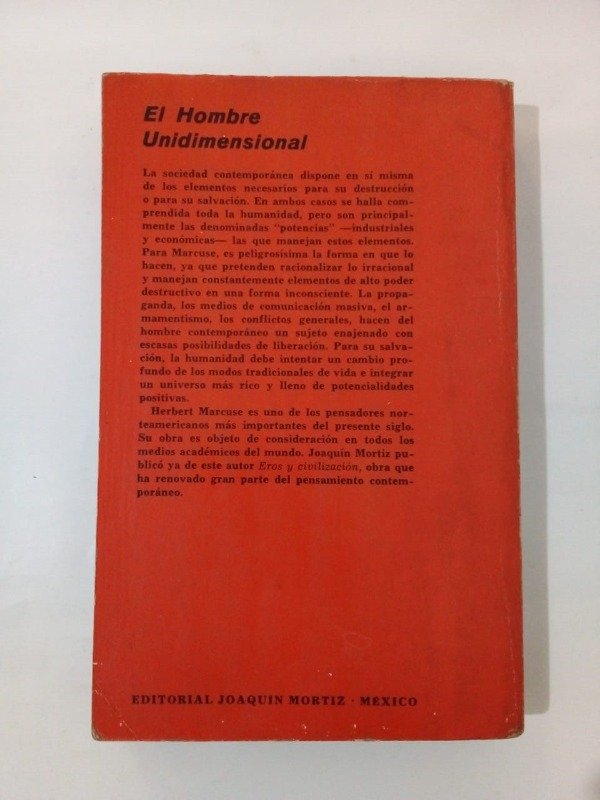 El Hombre
Unidimensional
La sociedad contemporánea dispone en sí misma
de los elementos necesarios para su destrucción
o para su salvación. En ambos casos se halla com-
prendida toda la humanidad, pero son principal-
mente las denominadas "potencias" —industriales
y económicas— las que manejan estos elementos.
Para Marcuse, es peligrosísima la forma en que lo
hacen, ya que pretenden racionalizar lo irracional
y manejan constantemente elementos de alto poder
destructivo en una forma inconsciente. La propa-
ganda, los medios de comunicación masiva, el ar-
mamentismo, los conflictos generales, hacen del
hombre contemporáneo un sujeto enajenado con
escasas posibilidades de liberación. Para su salva-
ción, la humanidad debe intentar un cambio pro-
fundo de los modos tradicionales de vida e integrar
un universo más rico y lleno de potencialidades
positivas.
Herbert Marcuse es uno de los pensadores nor-
teamericanos más importantes del presente siglo.
Su obra es objeto de consideración en todos los
medios académicos del mundo. Joaquín Mortiz pu-
blicó ya de este autor Eros y civilización, obra que
ha renovado gran parte del pensamiento contem-
poráneo.
EDITORIAL JOAQUIN MORTIZ · MÉXICO